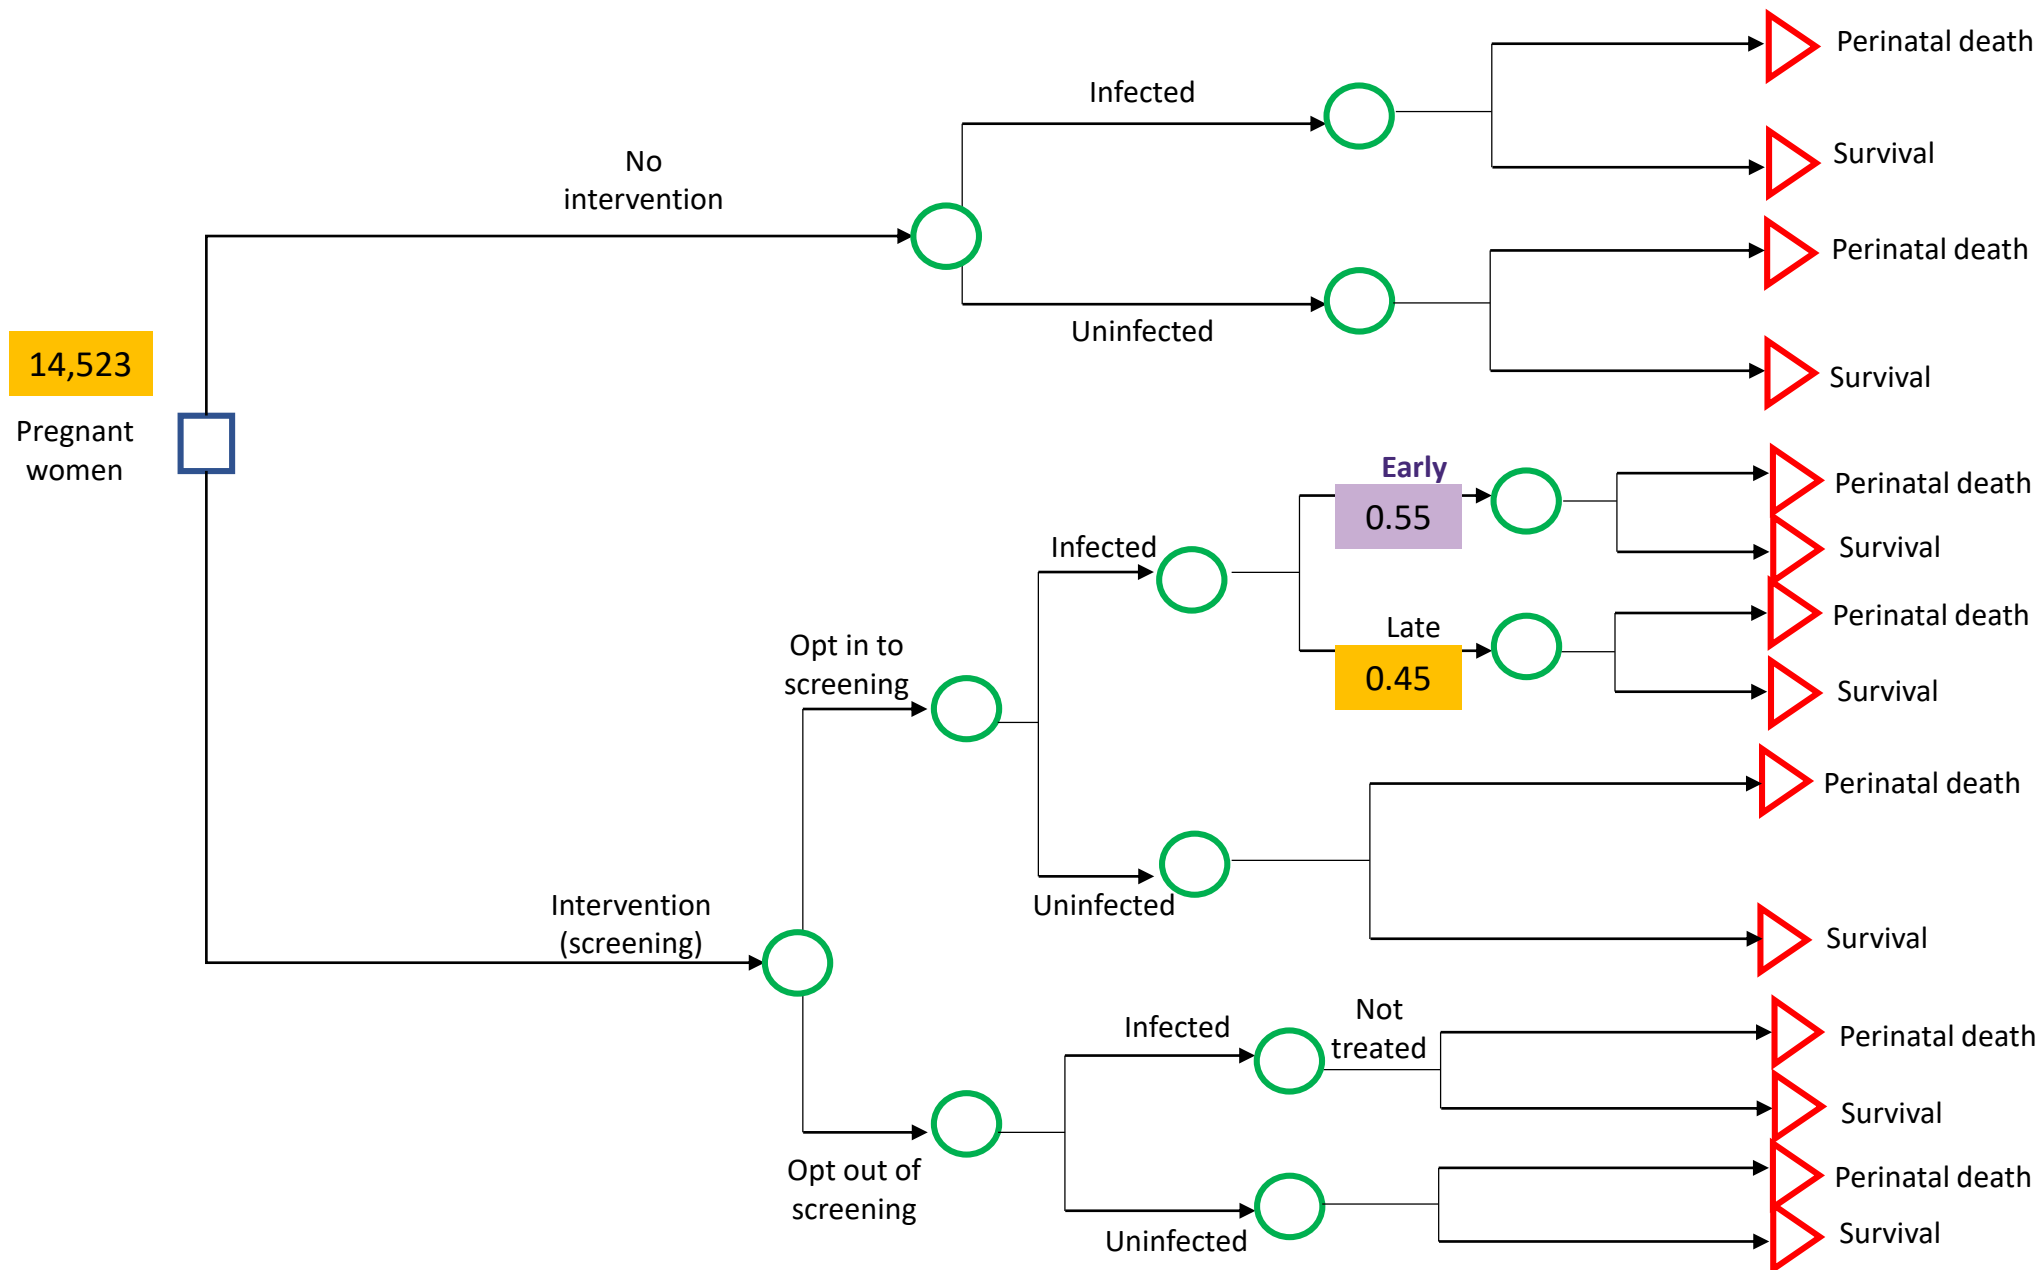 Perinatal death
Infected
Survival
No
intervention
Perinatal death
Uninfected
Survival
14,523
Pregnant
women
Early
0.55
Perinatal death
Infected
Survival
Late
0.45
Perinatal death
Opt in to
screening
Survival
Perinatal death
Uninfected
Intervention
(screening)
Survival
Infected
Not
treated
Perinatal death
Survival
Opt out of
screening
Perinatal death
Uninfected
Survival